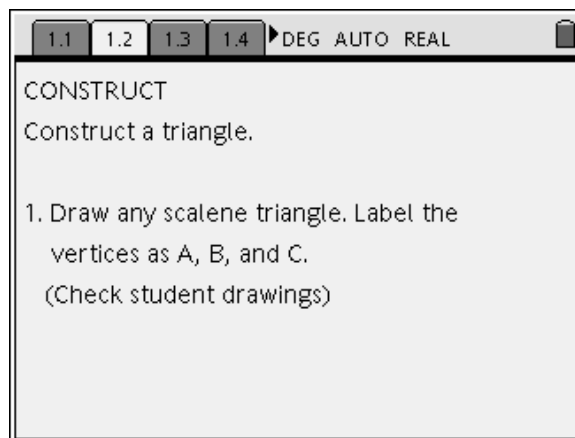 1.1 1.2 1.3 1.4 DEG AUTO REAL
CONSTRUCT
Construct a triangle.
1. Draw any scalene triangle. Label the
vertices as A, B, and C.
(Check student drawings)